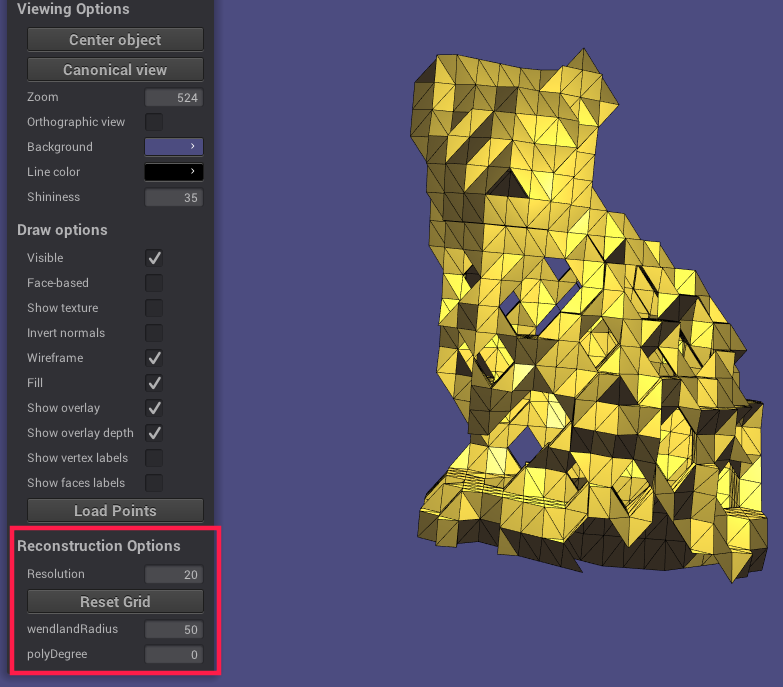 Viewing Options
Center object
Canonical view
Zoom 524
Orthographic view
Background
Line color
Shininess 35
Draw options
Visible
Face-based
Show texture
Invert normals
Wireframe
Fill
Show overlay
Show overlay depth
Show vertex labels
Show faces labels
Load Points
Reconstruction Options
Resolution 20
Reset Grid
wendlandRadius 50
polyDegree 0